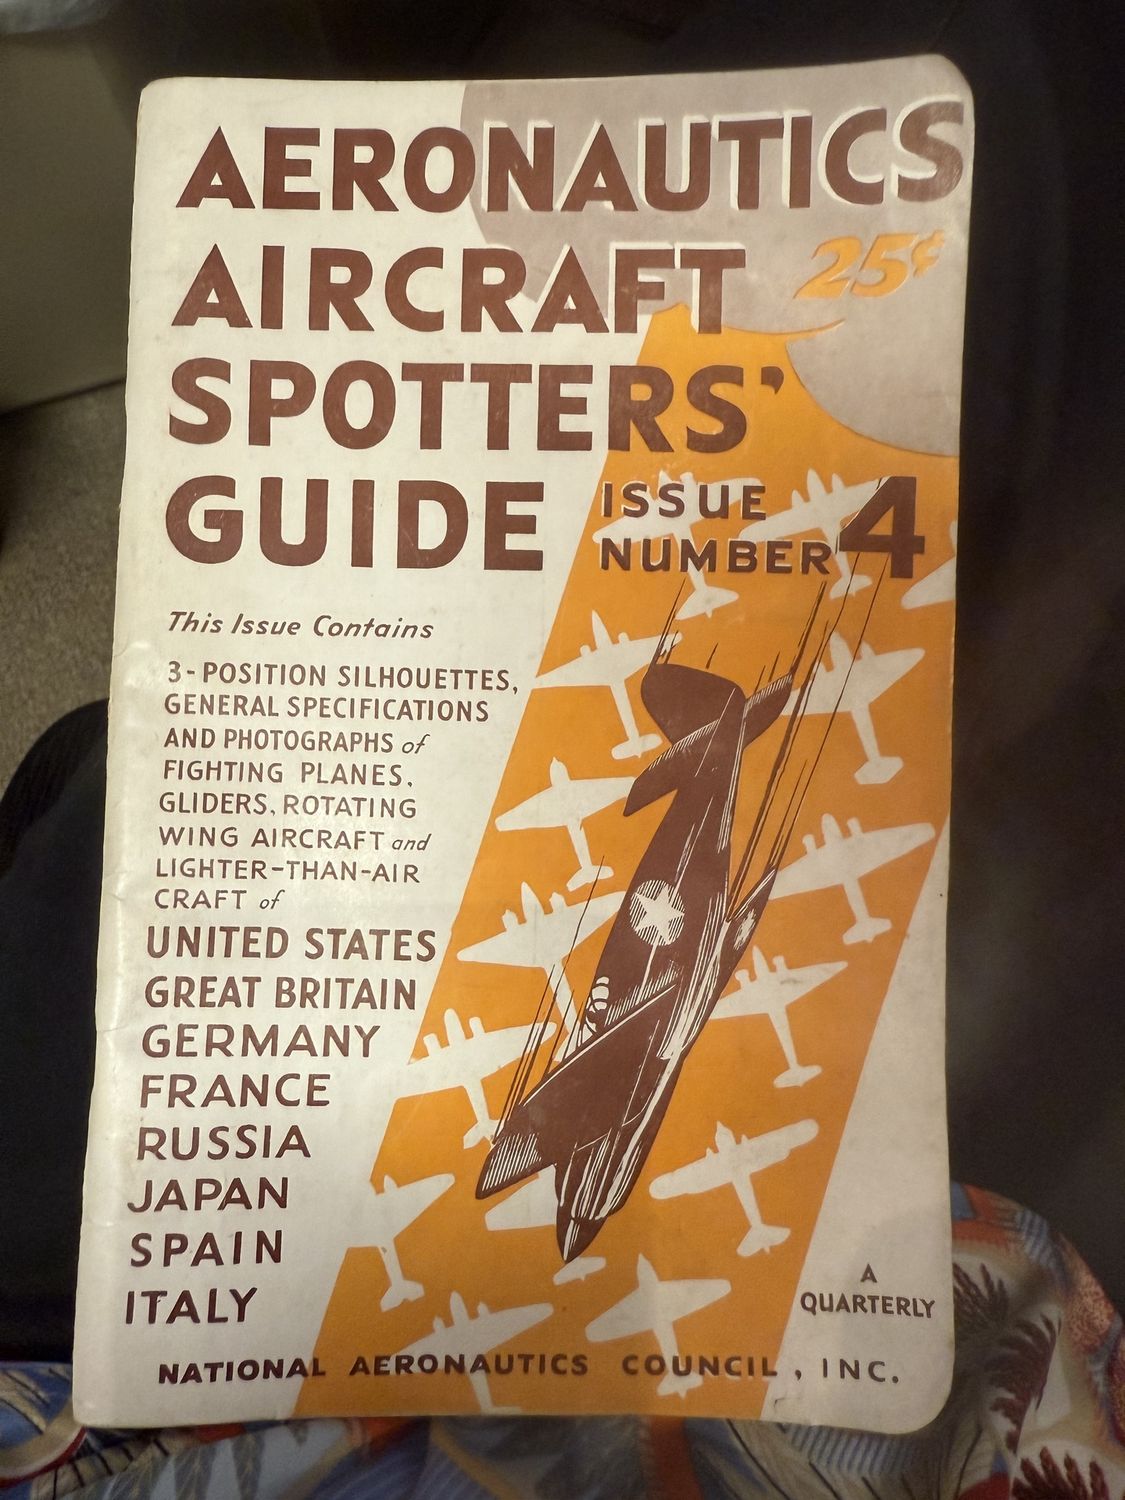 AERONAUTICS
AIRCRAFT
25¢
SPOTTERS'
GUIDE
ISSUE
NUMBER 4
This Issue Contains
3-POSITION SILHOUETTES,
GENERAL SPECIFICATIONS
AND PHOTOGRAPHS of
FIGHTING PLANES,
GLIDERS, ROTATING
WING AIRCRAFT and
LIGHTER-THAN-AIR
CRAFT of
UNITED STATES
GREAT BRITAIN
GERMANY
FRANCE
RUSSIA
JAPAN
SPAIN
ITALY
A
QUARTERLY
NATIONAL AERONAUTICS COUNCIL, INC.